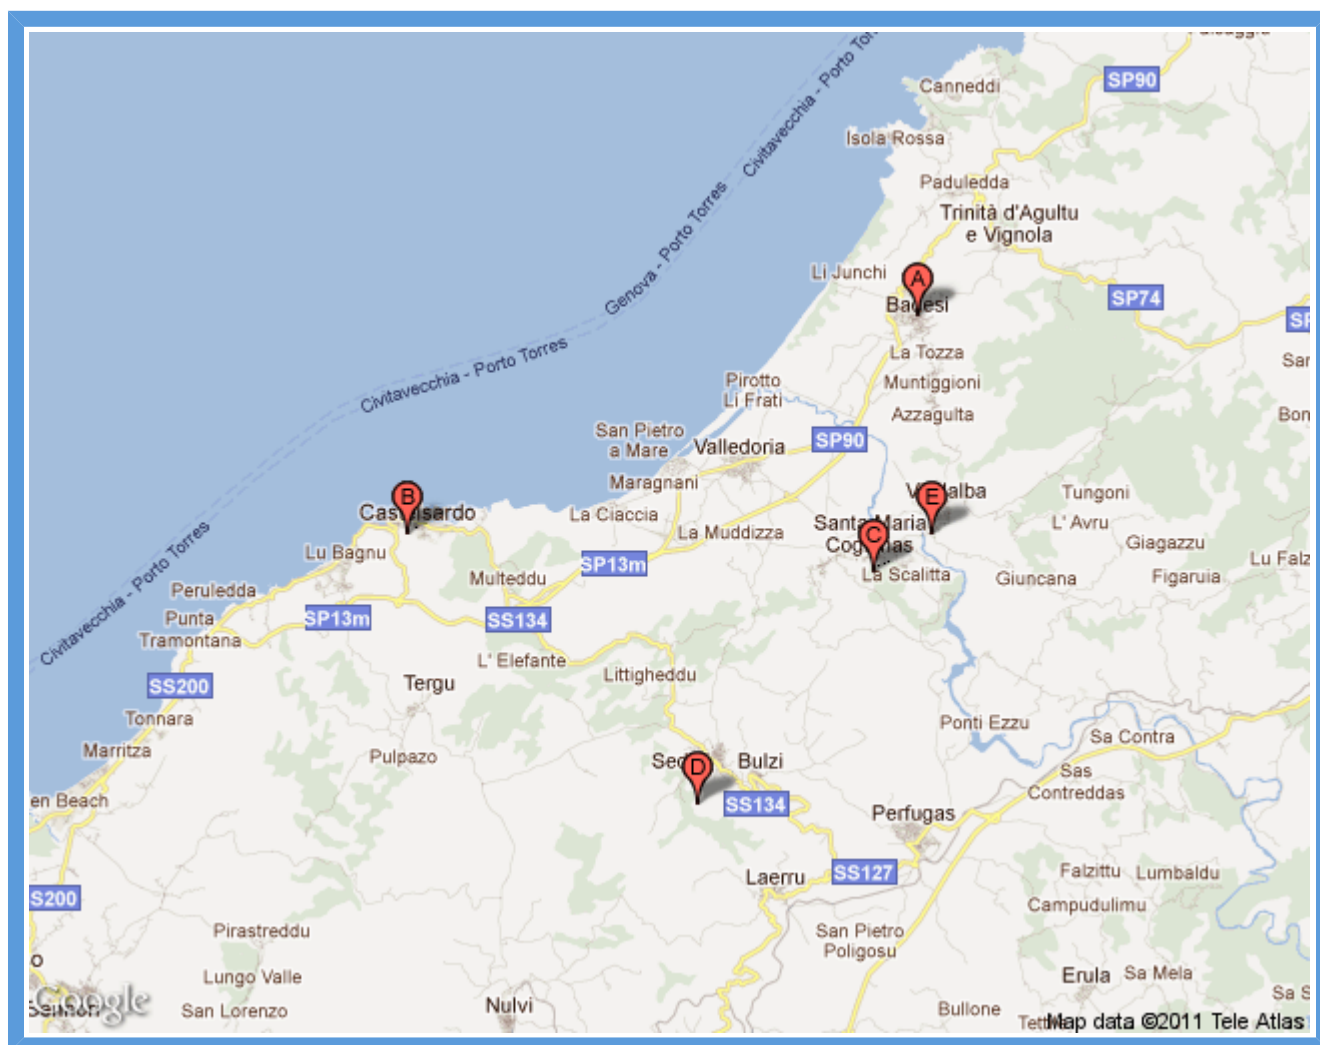 Civitavecchia - Porto Tor
SP90
Canneddi
Isola Rossa
Paduledda
Trinità d'Agultu
e Vignola
Li Junchi
A
SP74
Genova - Porto Torres
La Tozza
Civitavecchia - Porto Torres
Pirotto
Li Frati
Muntiggioni
Azzagulta
Bon
San Pietro
a Mare
Valledoria
SP90
Maragnani
B
E
Tungoni
La Ciaccia
L' Avru
La Muddizza
Santa Maria
C
Giagazzu
Lu Bagnu
SP13m
Lu Falz
La Scalitta
Giuncana
Figaruia
Multeddu
Peruledda
Civitavecchia - Porto Torres
Punta
Tramontana
SP13m
SS134
L' Elefante
Littigheddu
SS200
Tergu
Tonnara
Ponti Ezzu
Sa Contra
Marritza
Pulpazo
D
Bulzi
Sas
Contreddas
en Beach
SS134
Perfugas
Laerru
SS127
Falzittu
Lumbaldu
S200
Campudulimu
Pirastreddu
San Pietro
Poligosu
Lungo Valle
Erula
Sa Mela
Google
San Lorenzo
Nulvi
Bullone
Sa S
Map data ©2011 Tele Atlas